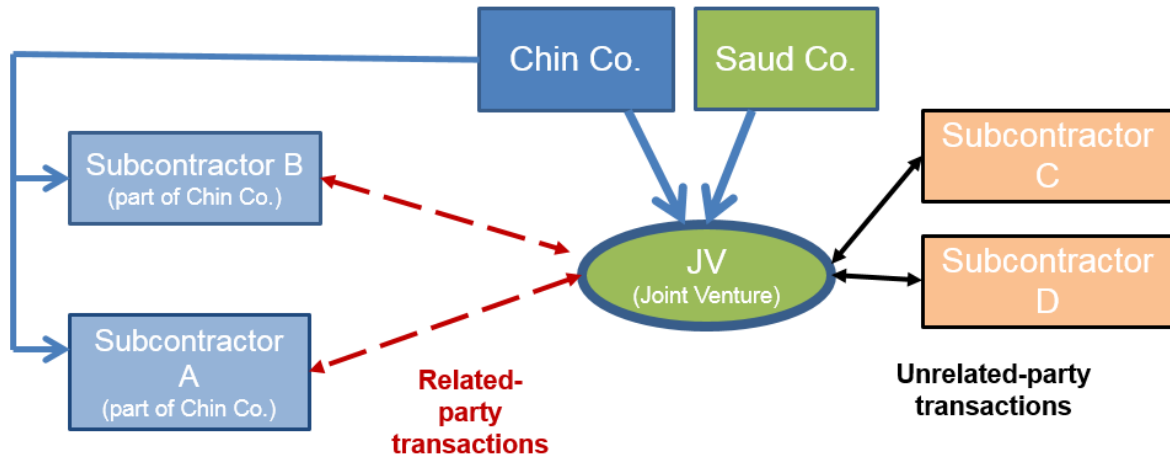 Chin Co.
Saud Co.
Subcontractor B
(part of Chin Co.)
Subcontractor
C
JV
(Joint Venture)
Subcontractor
D
Subcontractor
A
(part of Chin Co.)
Related-
party
transactions
Unrelated-party
transactions